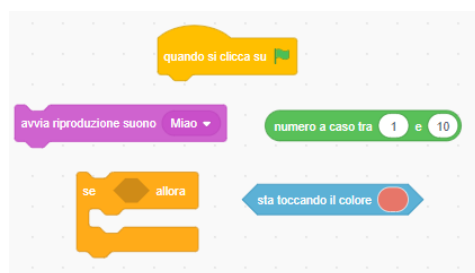 quando si clicca su
avvia riproduzione suono Miao
numero a caso tra 1 e 10
se allora
sta toccando il colore